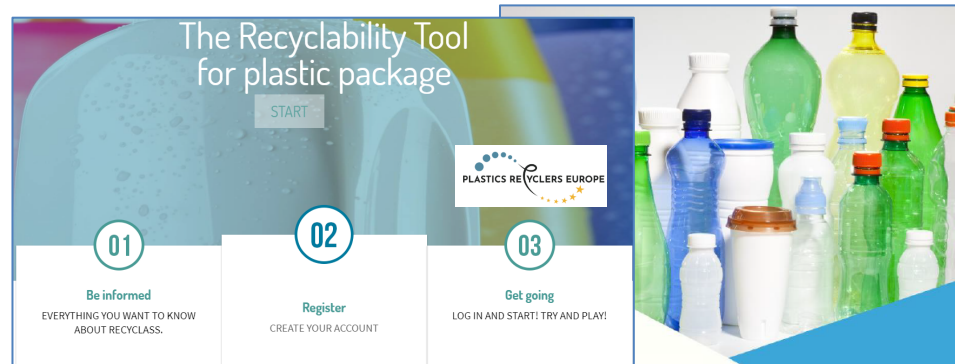 The Recyclability Tool
for plastic package
START
PLASTICS RECYCLERS EUROPE
01
Be informed
EVERYTHING YOU WANT TO KNOW
ABOUT RECYCLASS.
02
Register
CREATE YOUR ACCOUNT
03
Get going
LOG IN AND START! TRY AND PLAY!